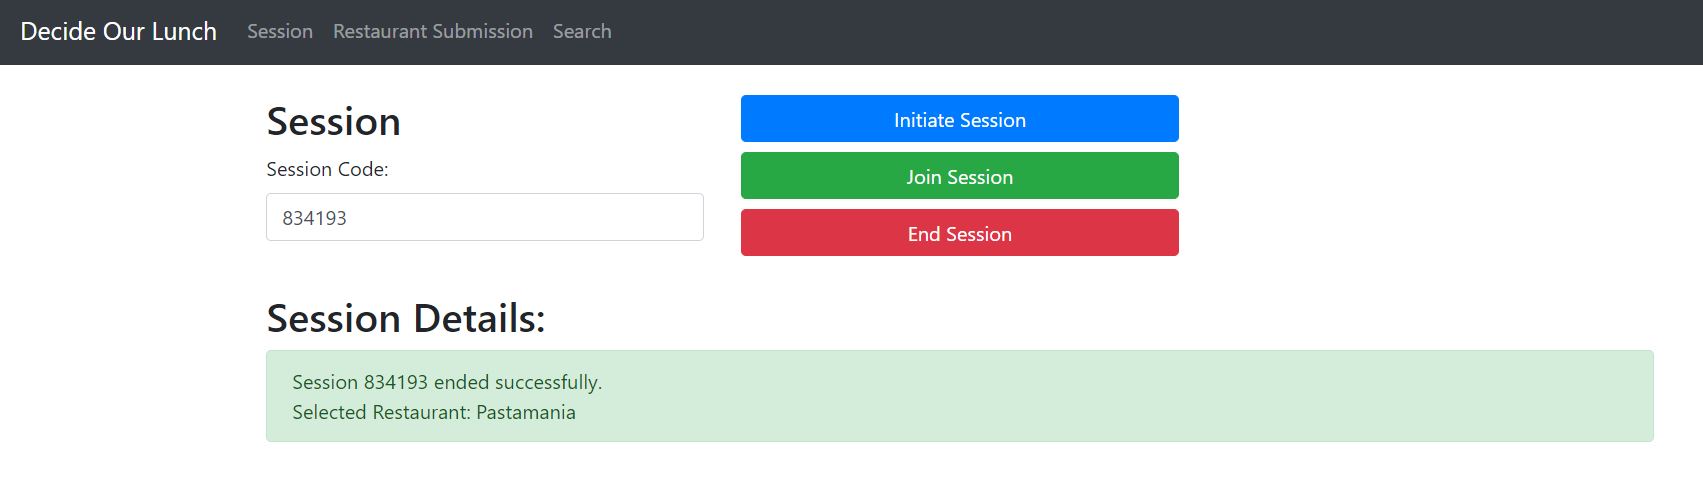 Decide Our Lunch Session Restaurant Submission Search
Session
Session Code:
834193
Initiate Session
Join Session
End Session
Session Details:
Session 834193 ended successfully.
Selected Restaurant: Pastamania